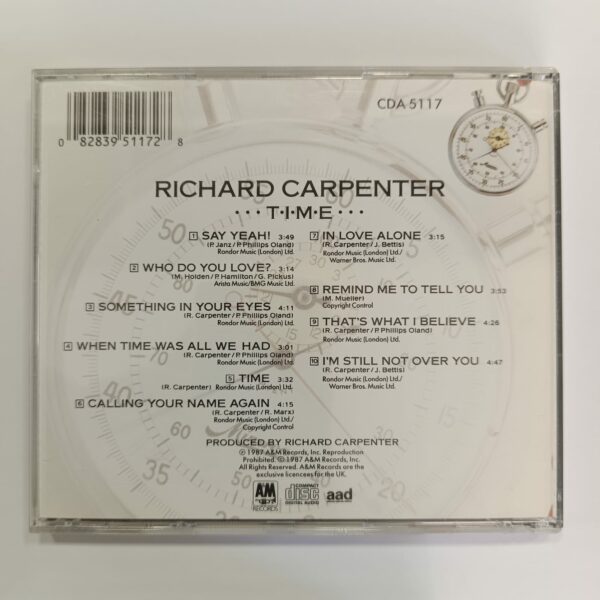 0 82839 51172 8
CDA 5117
RICHARD CARPENTER
•••T•I•M•E•••
1 SAY YEAH! 3:49
(P. Janz/P. Phillips Oland)
Rondor Music (London) Ltd.
2 WHO DO YOU LOVE? 3:14
(M. Holden/P. Hamilton/G. Pickus)
Arista Music/BMG Music Ltd.
3 SOMETHING IN YOUR EYES 4:11
(R. Carpenter/P. Phillips Oland)
Rondor Music (London) Ltd.
4 WHEN TIME WAS ALL WE HAD 3:01
(R. Carpenter/P. Phillips Oland)
Rondor Music (London) Ltd.
5 TIME 3:32
(R. Carpenter) Rondor Music (London) Ltd.
6 CALLING YOUR NAME AGAIN 4:15
(R. Carpenter/R. Marx)
Rondor Music (London) Ltd./
Copyright Control
7 IN LOVE ALONE 3:15
(R. Carpenter/J. Bettis)
Rondor Music (London) Ltd./
Warner Bros. Music Ltd.
8 REMIND ME TO TELL YOU 3:53
(M. Mueller)
Copyright Control
9 THAT'S WHAT I BELIEVE 4:26
(R. Carpenter/P. Phillips Oland)
Rondor Music (London) Ltd.
10 I'M STILL NOT OVER YOU 4:47
(R. Carpenter/J. Bettis)
Rondor Music (London) Ltd./
Warner Bros. Music Ltd.
PRODUCED BY RICHARD CARPENTER
℗ 1987 A&M Records, Inc. Reproduction
Prohibited. © 1987 A&M Records, Inc.
All Rights Reserved. A&M Records are the
exclusive licencees for the UK.
A&M
RECORDS
COMPACT
disc
DIGITAL AUDIO
aad
50
55
45
40
60
35
25
20